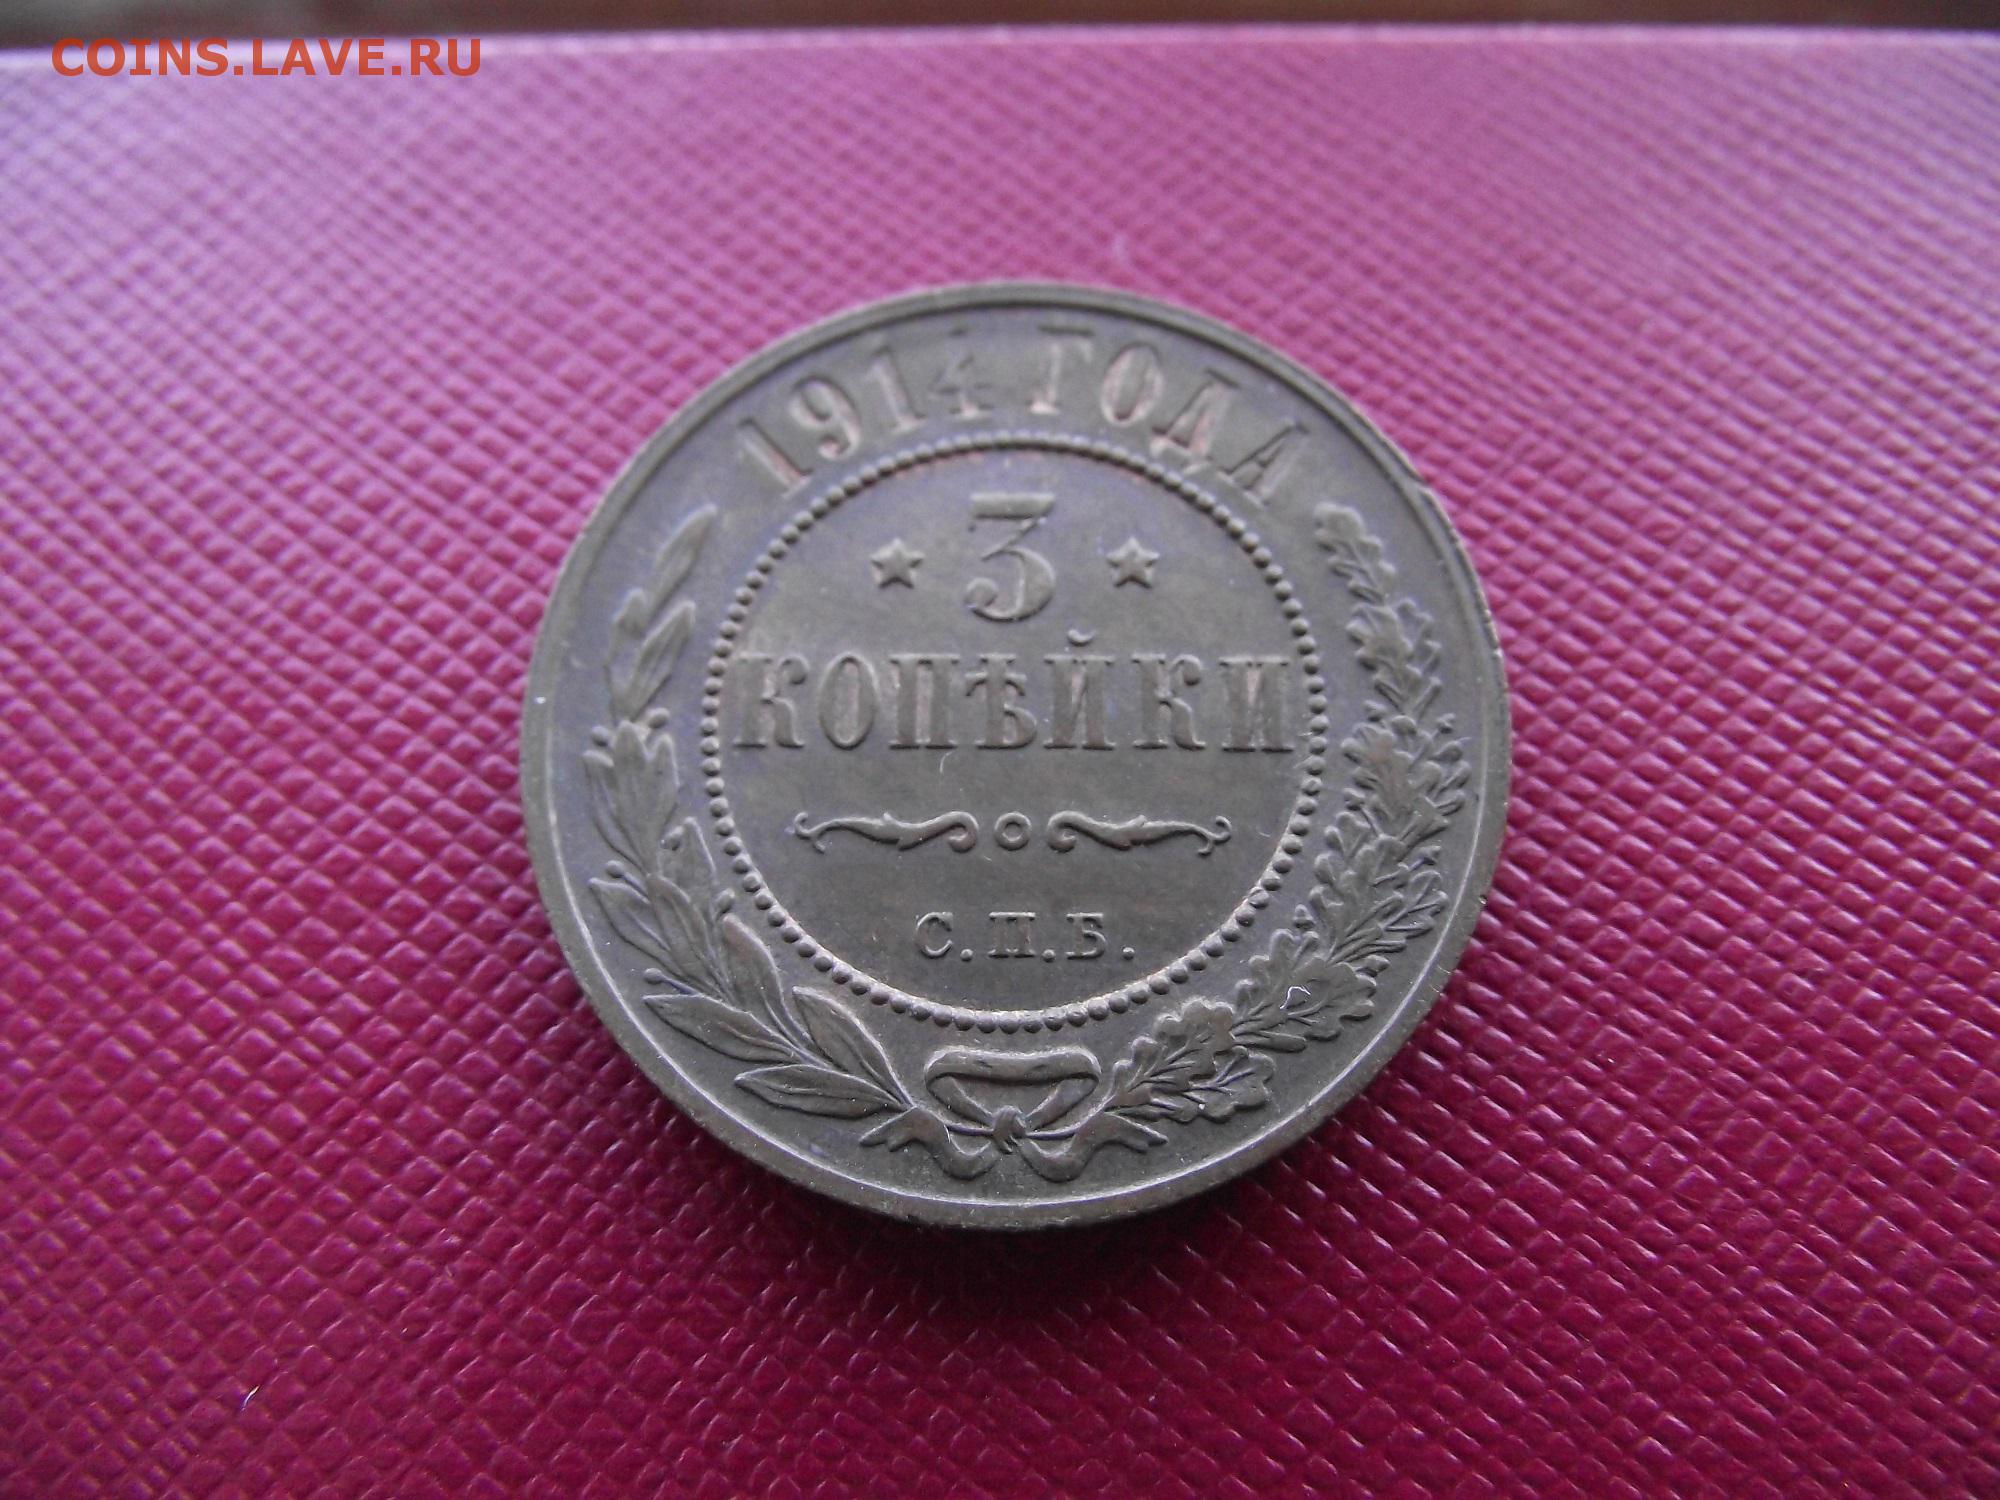 COINS.LAVE.RU
1914 ГОДА
3
КОПѢЙКИ
С.П.Б.